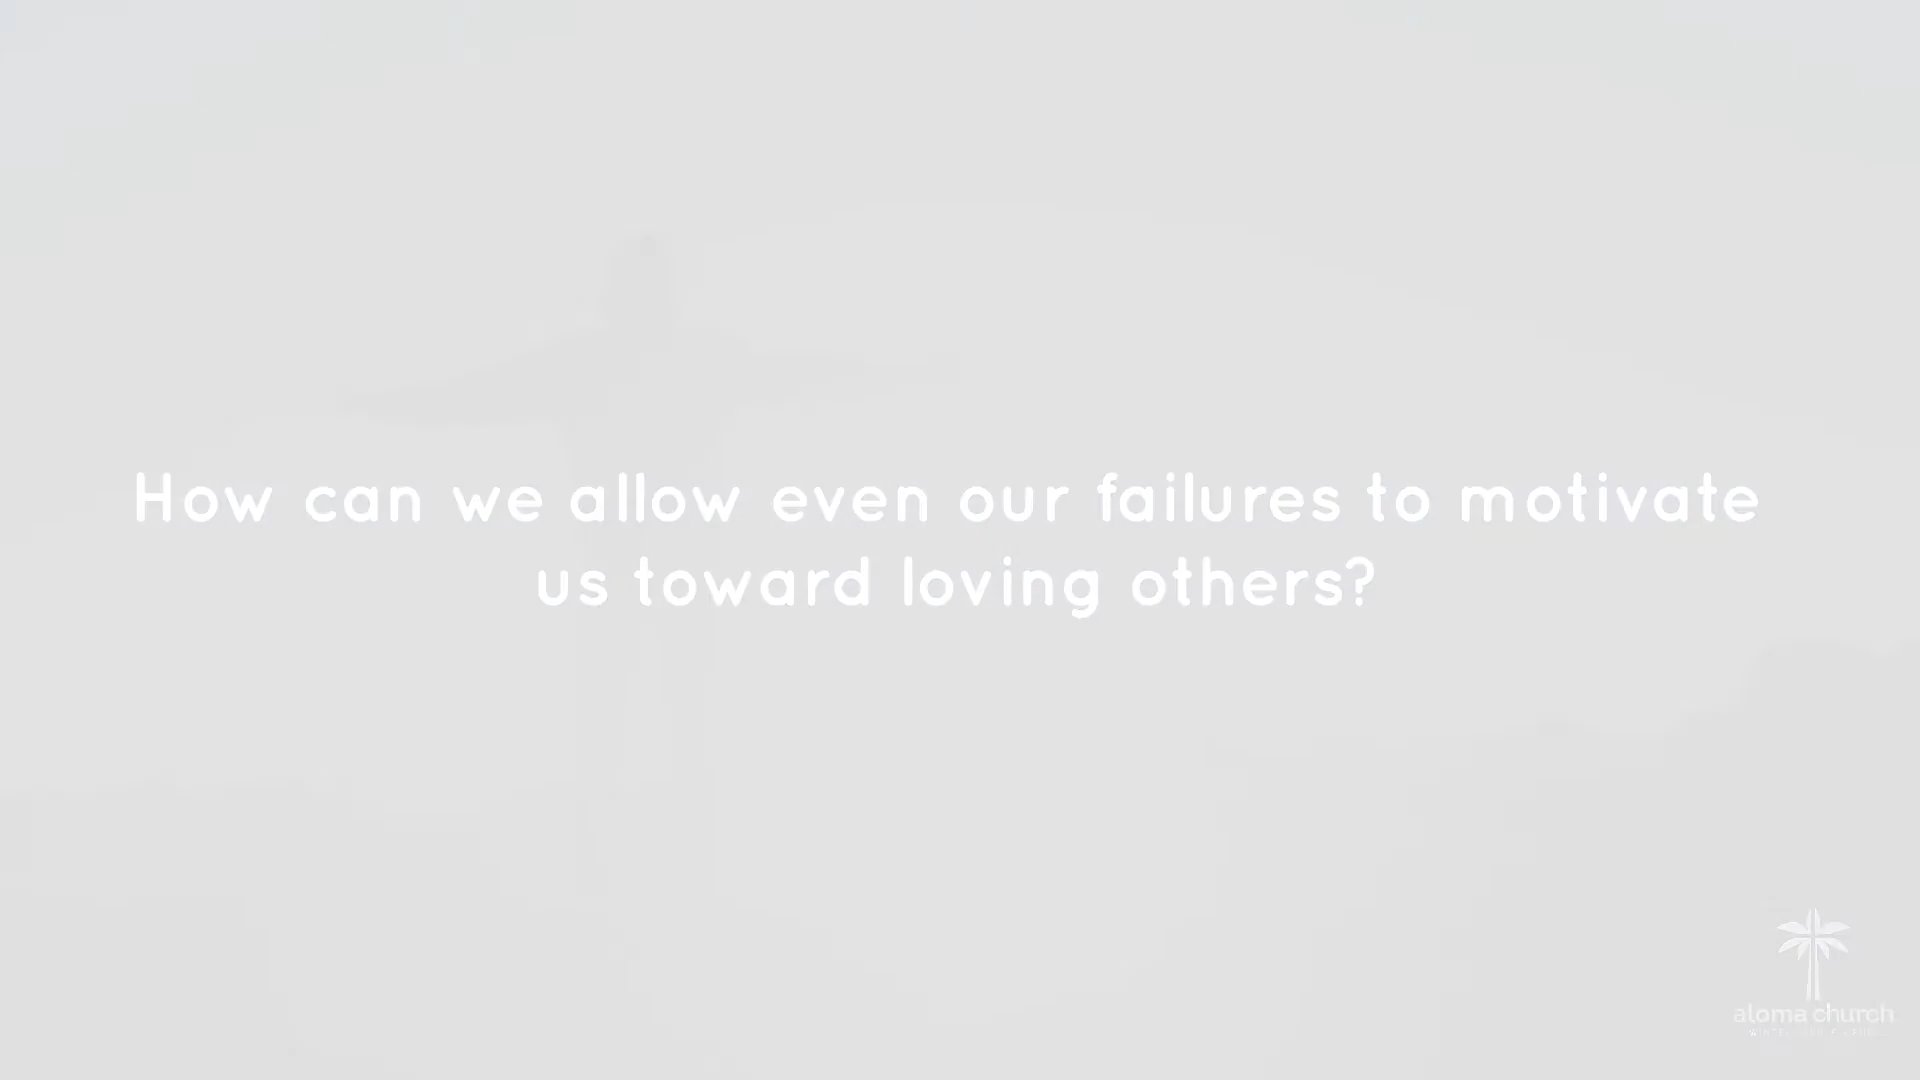 How can we allow even our failures to motivate
us toward loving others?
aloma church